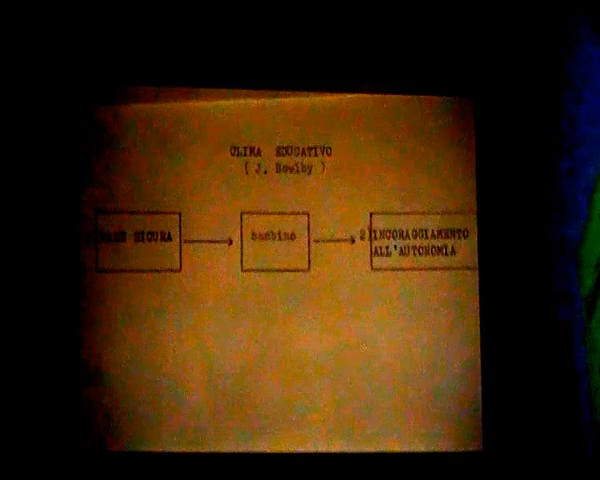 CLIMA EDUCATIVO
( J. Bowlby )
BASE SICURA
bambino
2 INCORAGGIAMENTO
ALL'AUTONOMIA